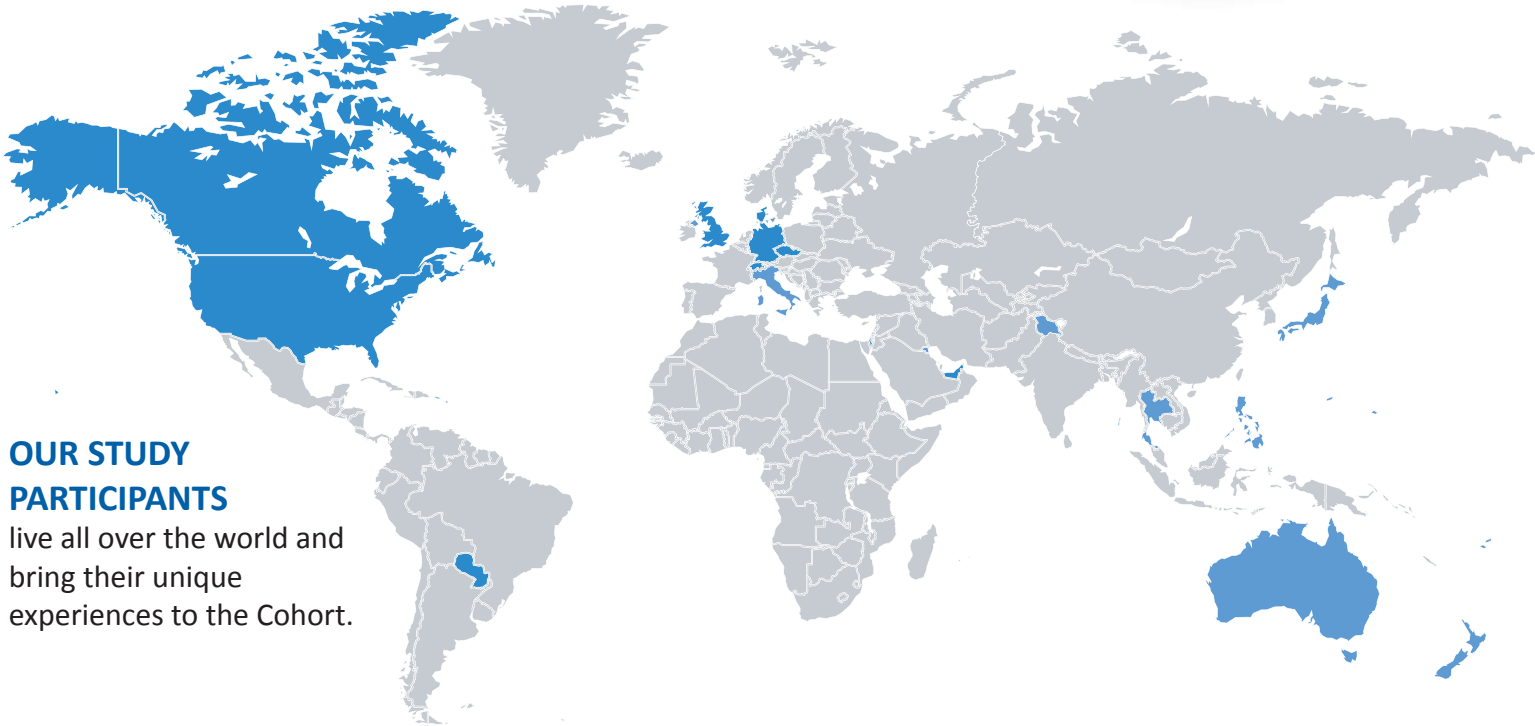 OUR STUDY
PARTICIPANTS
live all over the world and
bring their unique
experiences to the Cohort.